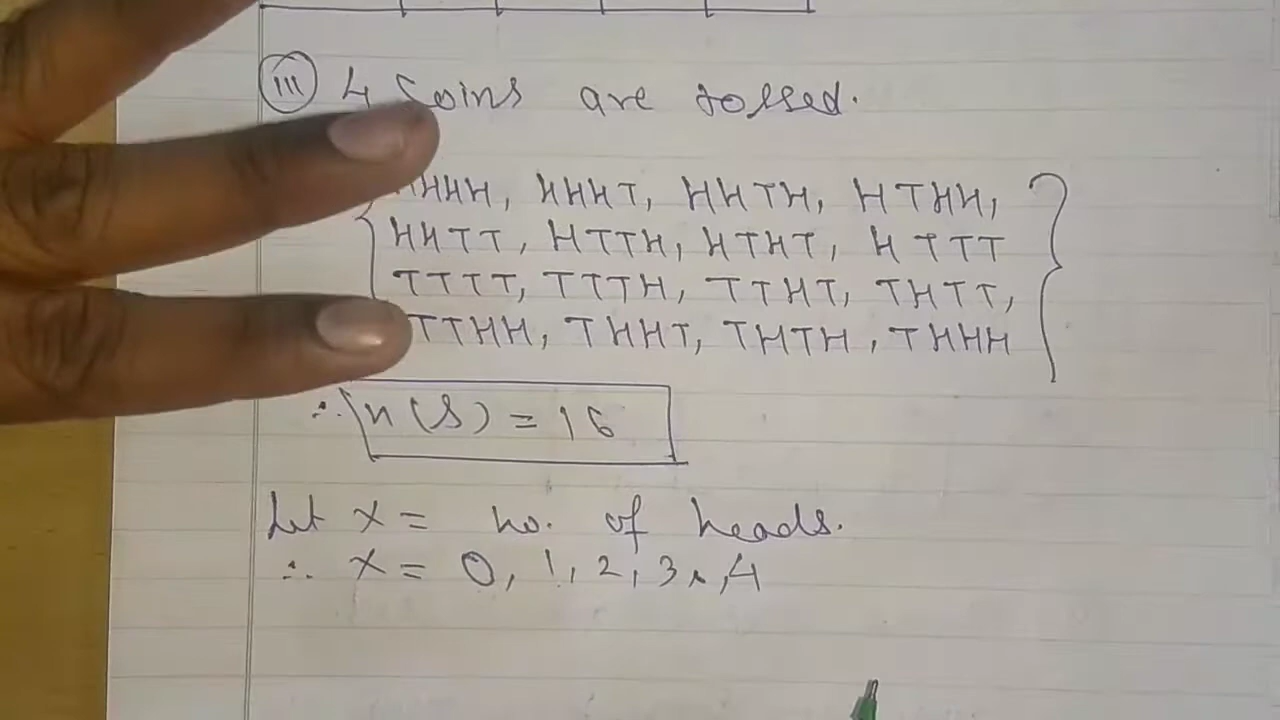 (III) 4 Coins are tossed.
HHHH, HHHT, HHTH, HTHH,
{ HHTT, HTTH, HTHT, HTTT }
TTTT, TTTH, TTHT, THTT,
TTHH, THHT, THTH, THHH
∴ n(S) = 16
Let X = no. of heads.
∴ X = 0, 1, 2, 3, 4